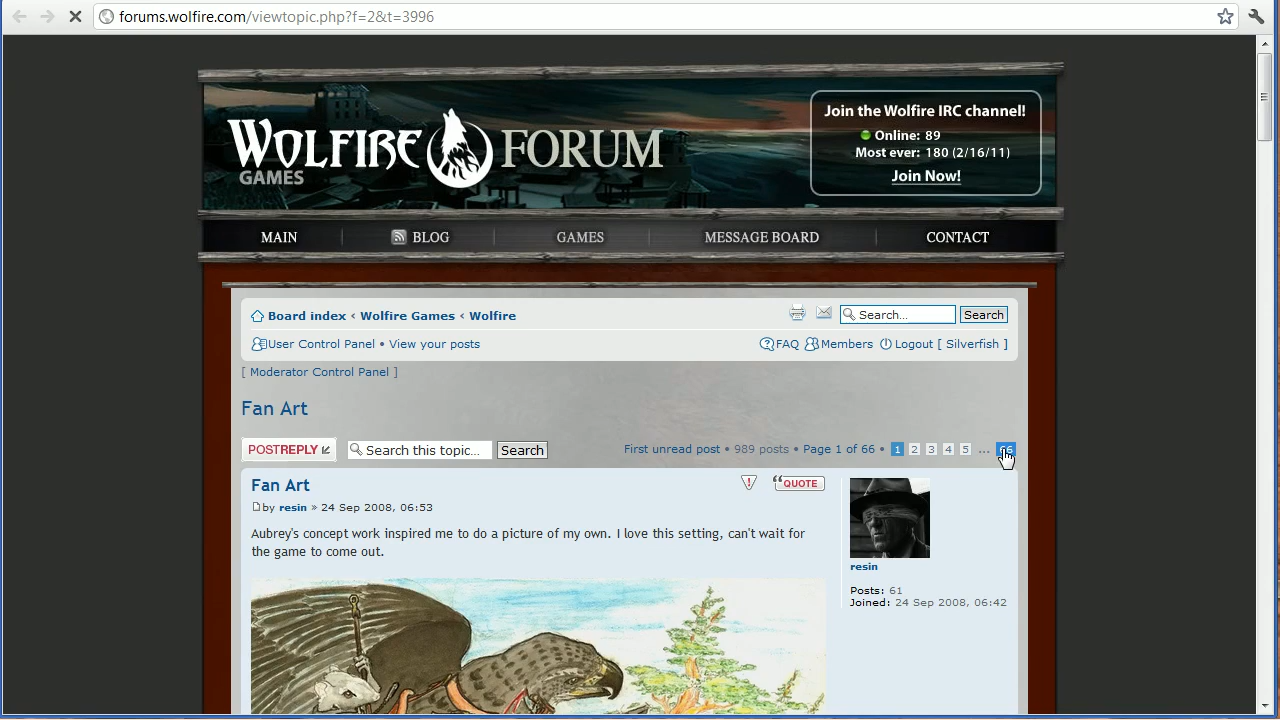 forums.wolfire.com/viewtopic.php?f=2&t=3996
WOLFIRE GAMES FORUM
Join the Wolfire IRC channel!
Online: 89
Most ever: 180 (2/16/11)
Join Now!
MAIN BLOG GAMES MESSAGE BOARD CONTACT
Board index ‹ Wolfire Games ‹ Wolfire Search... Search
User Control Panel • View your posts FAQ Members Logout [ Silverfish ]
[ Moderator Control Panel ]
Fan Art
POSTREPLY Search this topic... Search First unread post • 989 posts • Page 1 of 66 • 1 2 3 4 5 ... 66
Fan Art QUOTE
by resin » 24 Sep 2008, 06:53
Aubrey's concept work inspired me to do a picture of my own. I love this setting, can't wait for
the game to come out.
resin
Posts: 61
Joined: 24 Sep 2008, 06:42